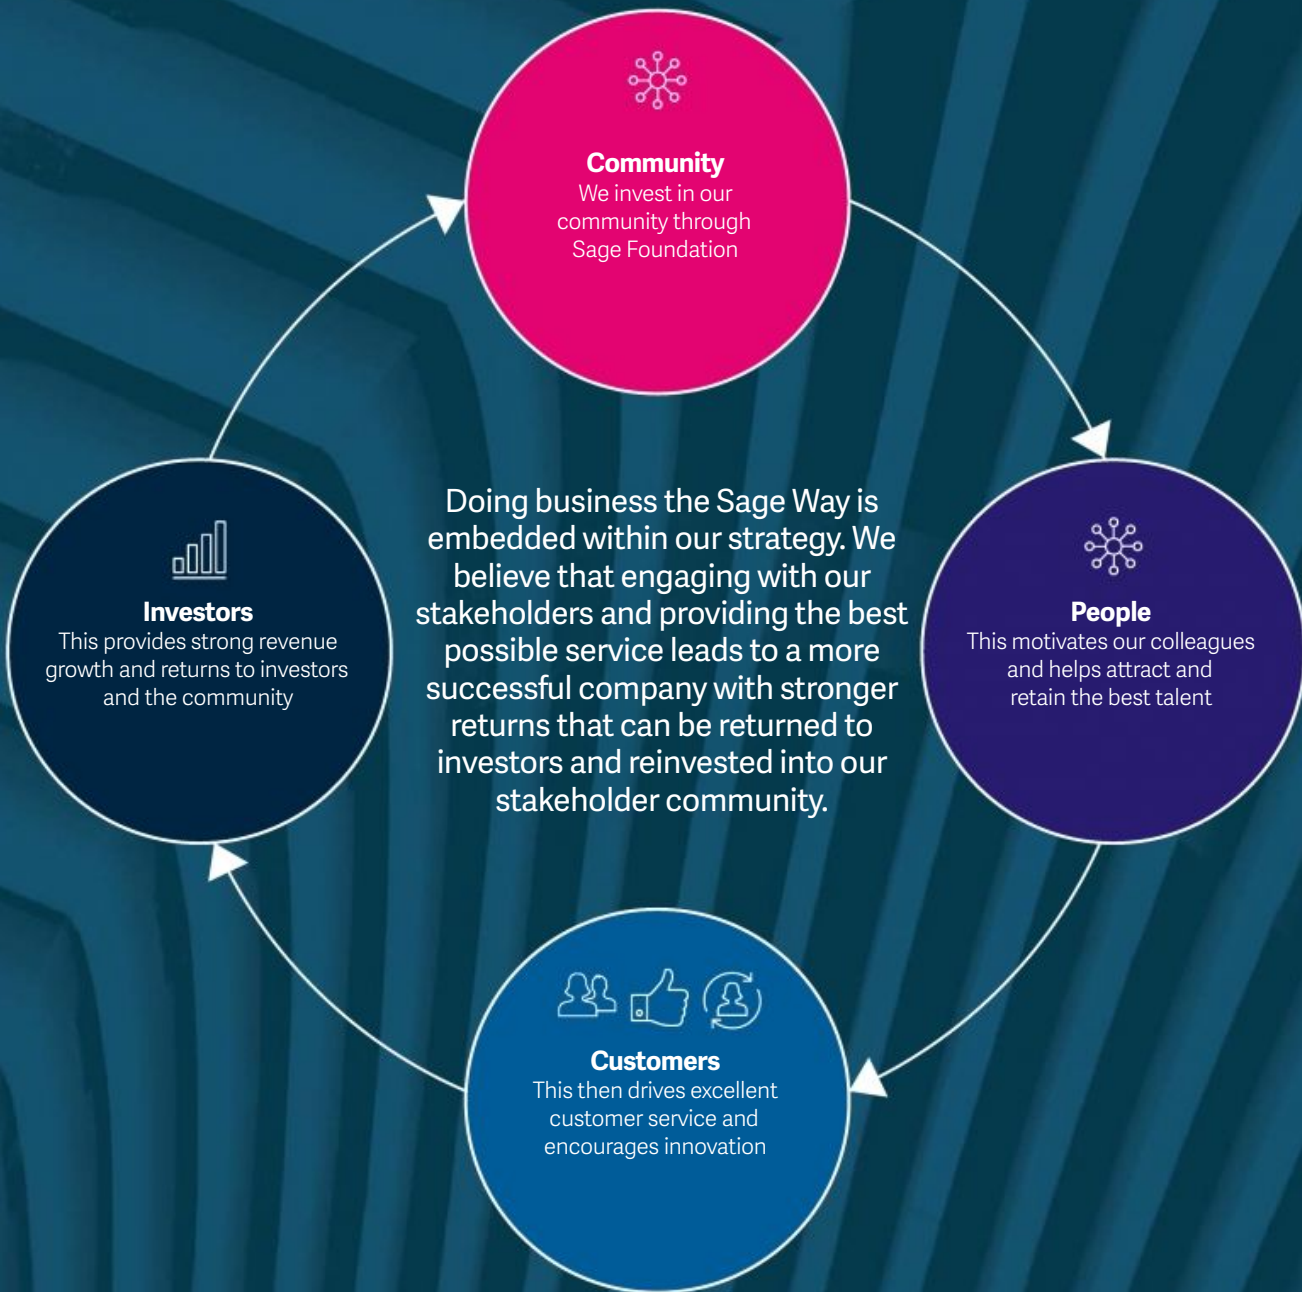 Community
We invest in our
community through
Sage Foundation
Investors
This provides strong revenue
growth and returns to investors
and the community
Doing business the Sage Way is
embedded within our strategy. We
believe that engaging with our
stakeholders and providing the best
possible service leads to a more
successful company with stronger
returns that can be returned to
investors and reinvested into our
stakeholder community.
People
This motivates our colleagues
and helps attract and
retain the best talent
Customers
This then drives excellent
customer service and
encourages innovation